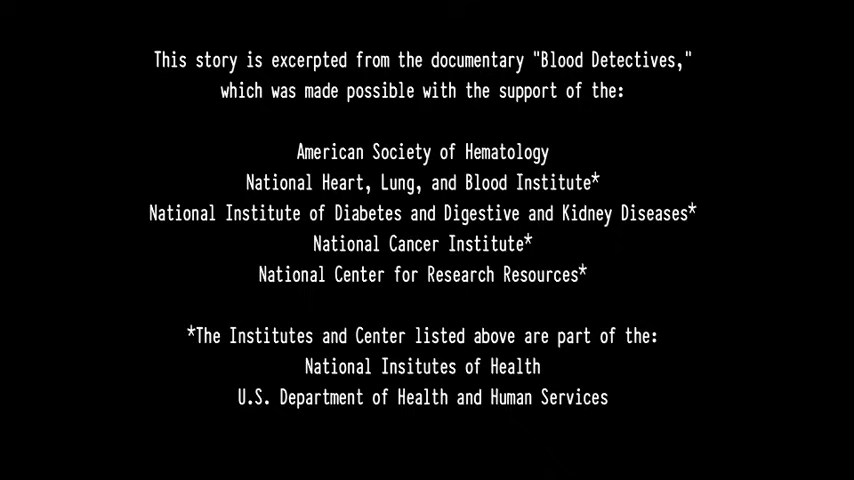 This story is excerpted from the documentary "Blood Detectives,"
which was made possible with the support of the:
American Society of Hematology
National Heart, Lung, and Blood Institute*
National Institute of Diabetes and Digestive and Kidney Diseases*
National Cancer Institute*
National Center for Research Resources*
*The Institutes and Center listed above are part of the:
National Insitutes of Health
U.S. Department of Health and Human Services